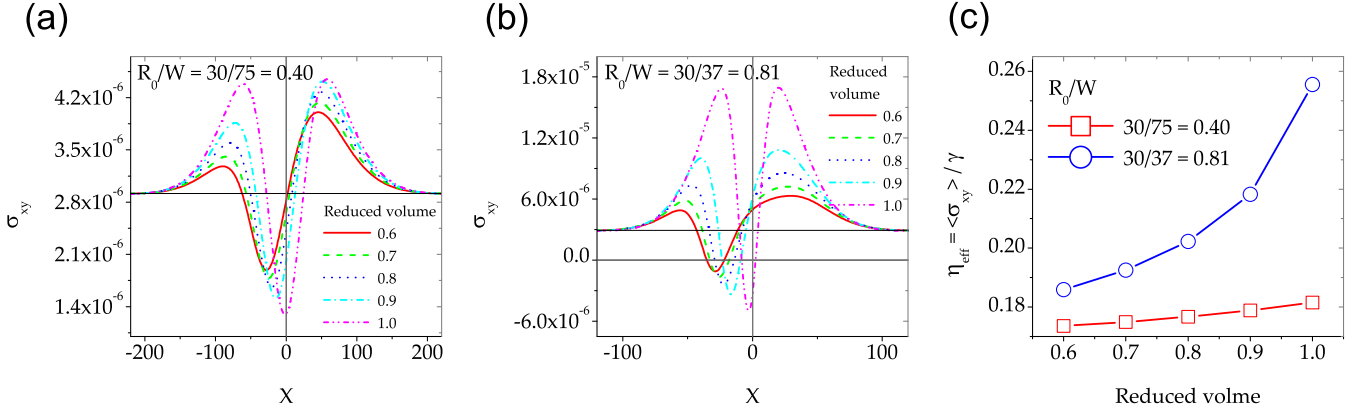 (a)
R₀/W = 30/75 = 0.40
4.2x10⁻⁶
3.5x10⁻⁶
2.8x10⁻⁶
2.1x10⁻⁶
1.4x10⁻⁶
σxy
Reduced volume
0.6
0.7
0.8
0.9
1.0
-200
-100
0
100
200
X
(b)
R₀/W = 30/37 = 0.81
1.8x10⁻⁵
1.2x10⁻⁵
6.0x10⁻⁶
0.0
-6.0x10⁻⁶
σxy
Reduced
volume
0.6
0.7
0.8
0.9
1.0
-100
0
100
X
(c)
0.26
0.24
0.22
0.20
0.18
ηeff = <σxy> / γ
R₀/W
30/75 = 0.40
30/37 = 0.81
0.6
0.7
0.8
0.9
1.0
Reduced volme